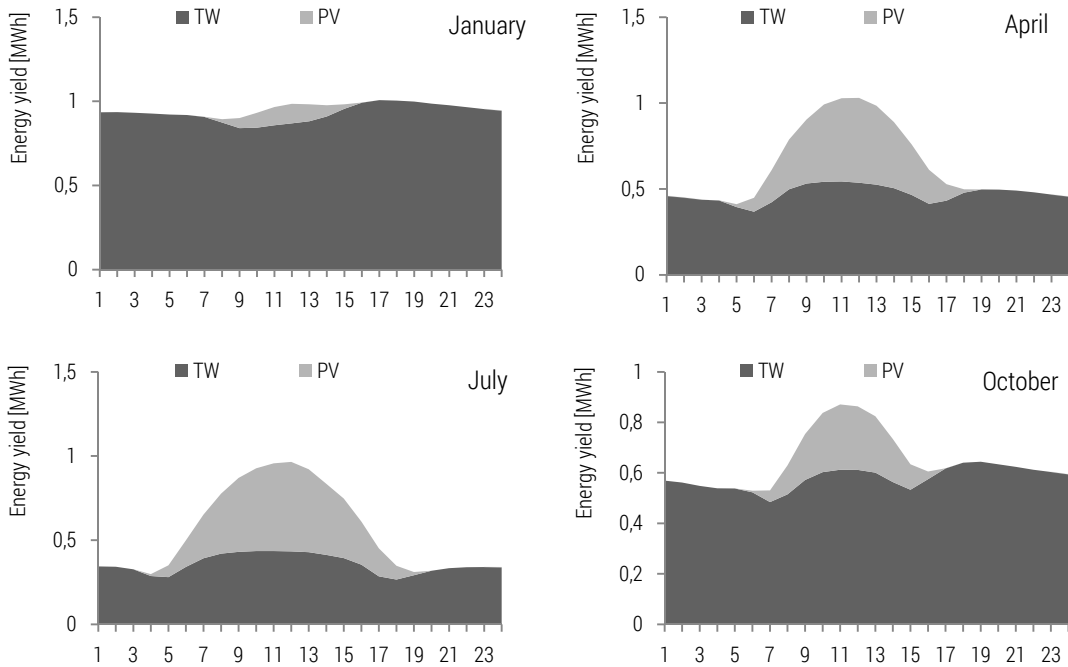 Energy yield [MWh]
1,5
TW
PV
January
1
0,5
0
1 3 5 7 9 11 13 15 17 19 21 23
Energy yield [MWh]
1,5
TW
PV
April
1
0,5
0
1 3 5 7 9 11 13 15 17 19 21 23
Energy yield [MWh]
1,5
TW
PV
July
1
0,5
0
1 3 5 7 9 11 13 15 17 19 21 23
Energy yield [MWh]
1
TW
PV
October
0,8
0,6
0,4
0,2
0
1 3 5 7 9 11 13 15 17 19 21 23